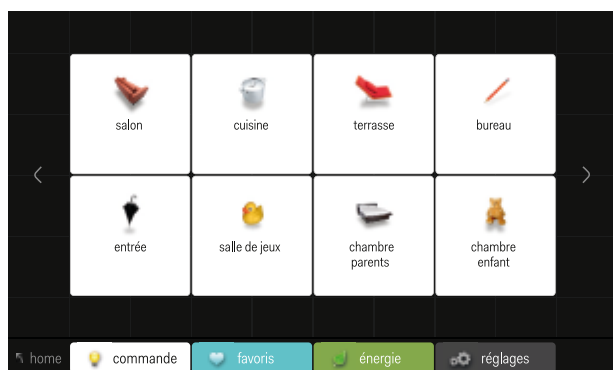 salon
cuisine
terrasse
bureau
entrée
salle de jeux
chambre
parents
chambre
enfant
home
commande
favoris
énergie
réglages